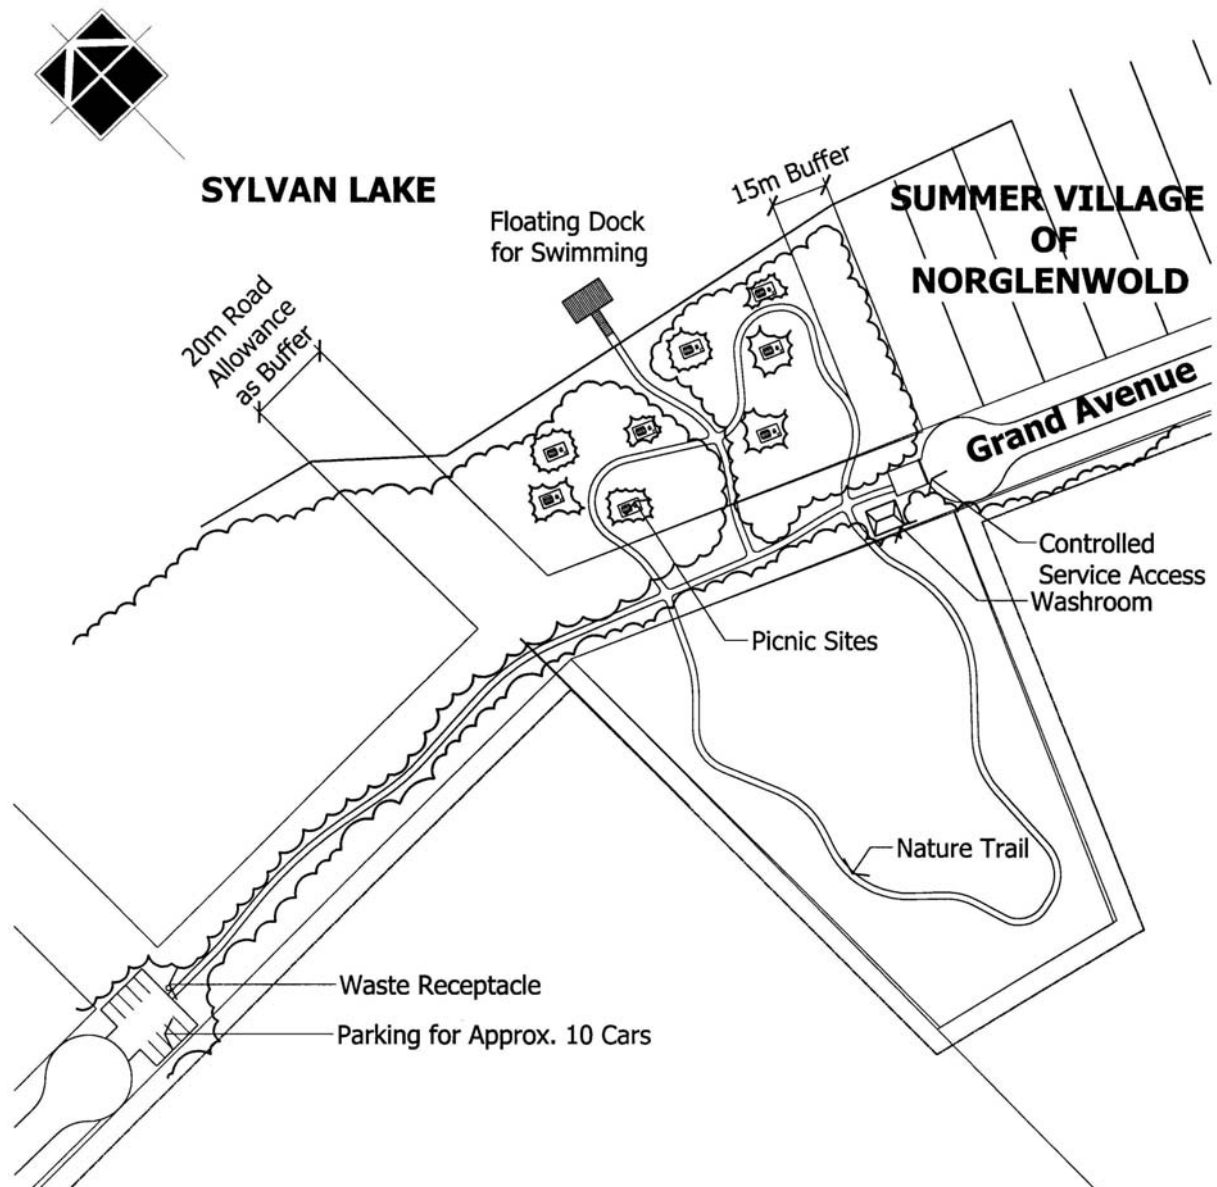 SYLVAN LAKE
15m Buffer
SUMMER VILLAGE
OF
NORGLENWOLD
Floating Dock
for Swimming
20m Road
Allowance
as Buffer
Grand Avenue
Controlled
Service Access
Washroom
Picnic Sites
Nature Trail
Waste Receptacle
Parking for Approx. 10 Cars